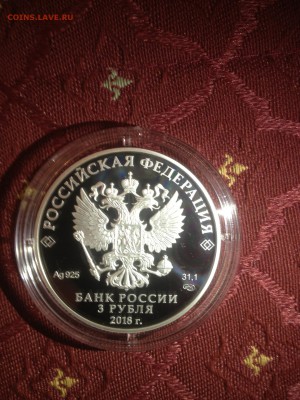 COINS.LAVE.RU
РОССИЙСКАЯ ФЕДЕРАЦИЯ
Ag 925
31,1
БАНК РОССИИ
3 РУБЛЯ
2018 г.